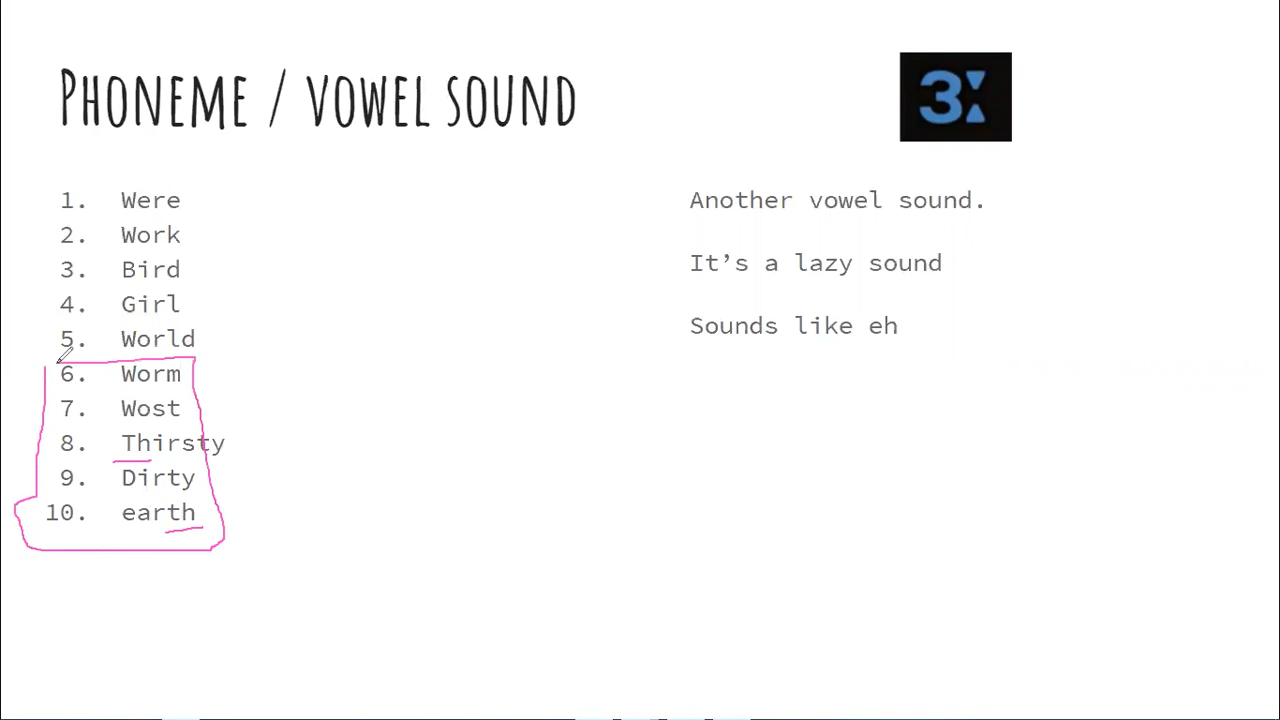 PHONEME / VOWEL SOUND
3:
1. Were
2. Work
3. Bird
4. Girl
5. World
6. Worm
7. Wost
8. Thirsty
9. Dirty
10. earth
Another vowel sound.
It’s a lazy sound
Sounds like eh